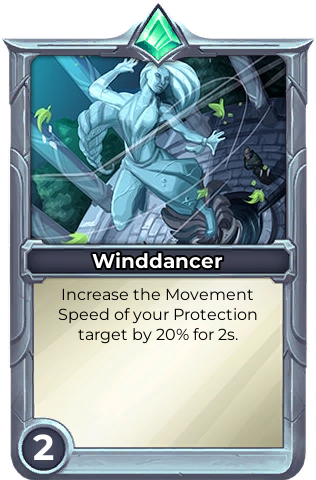 Winddancer
Increase the Movement
Speed of your Protection
target by 20% for 2s.
2